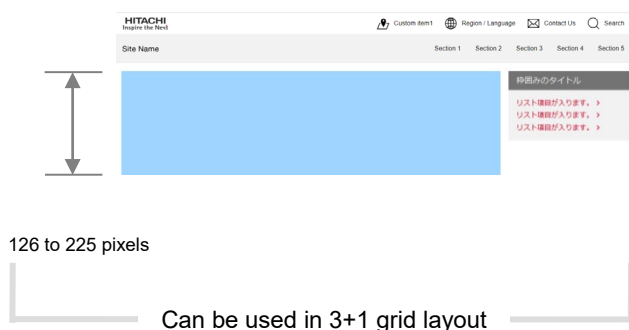 HITACHI
Inspire the Next
Custom item1
Region / Language
Contact Us
Search
Site Name
Section 1
Section 2
Section 3
Section 4
Section 5
枠囲みのタイトル
リスト項目が入ります。
リスト項目が入ります。
リスト項目が入ります。
126 to 225 pixels
Can be used in 3+1 grid layout